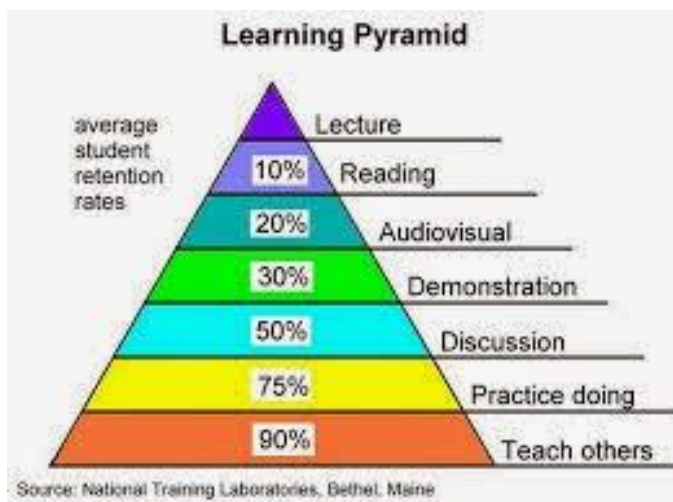 Learning Pyramid
average
student
retention
rates
Lecture
10% Reading
20% Audiovisual
30% Demonstration
50% Discussion
75% Practice doing
90% Teach others
Source: National Training Laboratories, Bethel, Maine